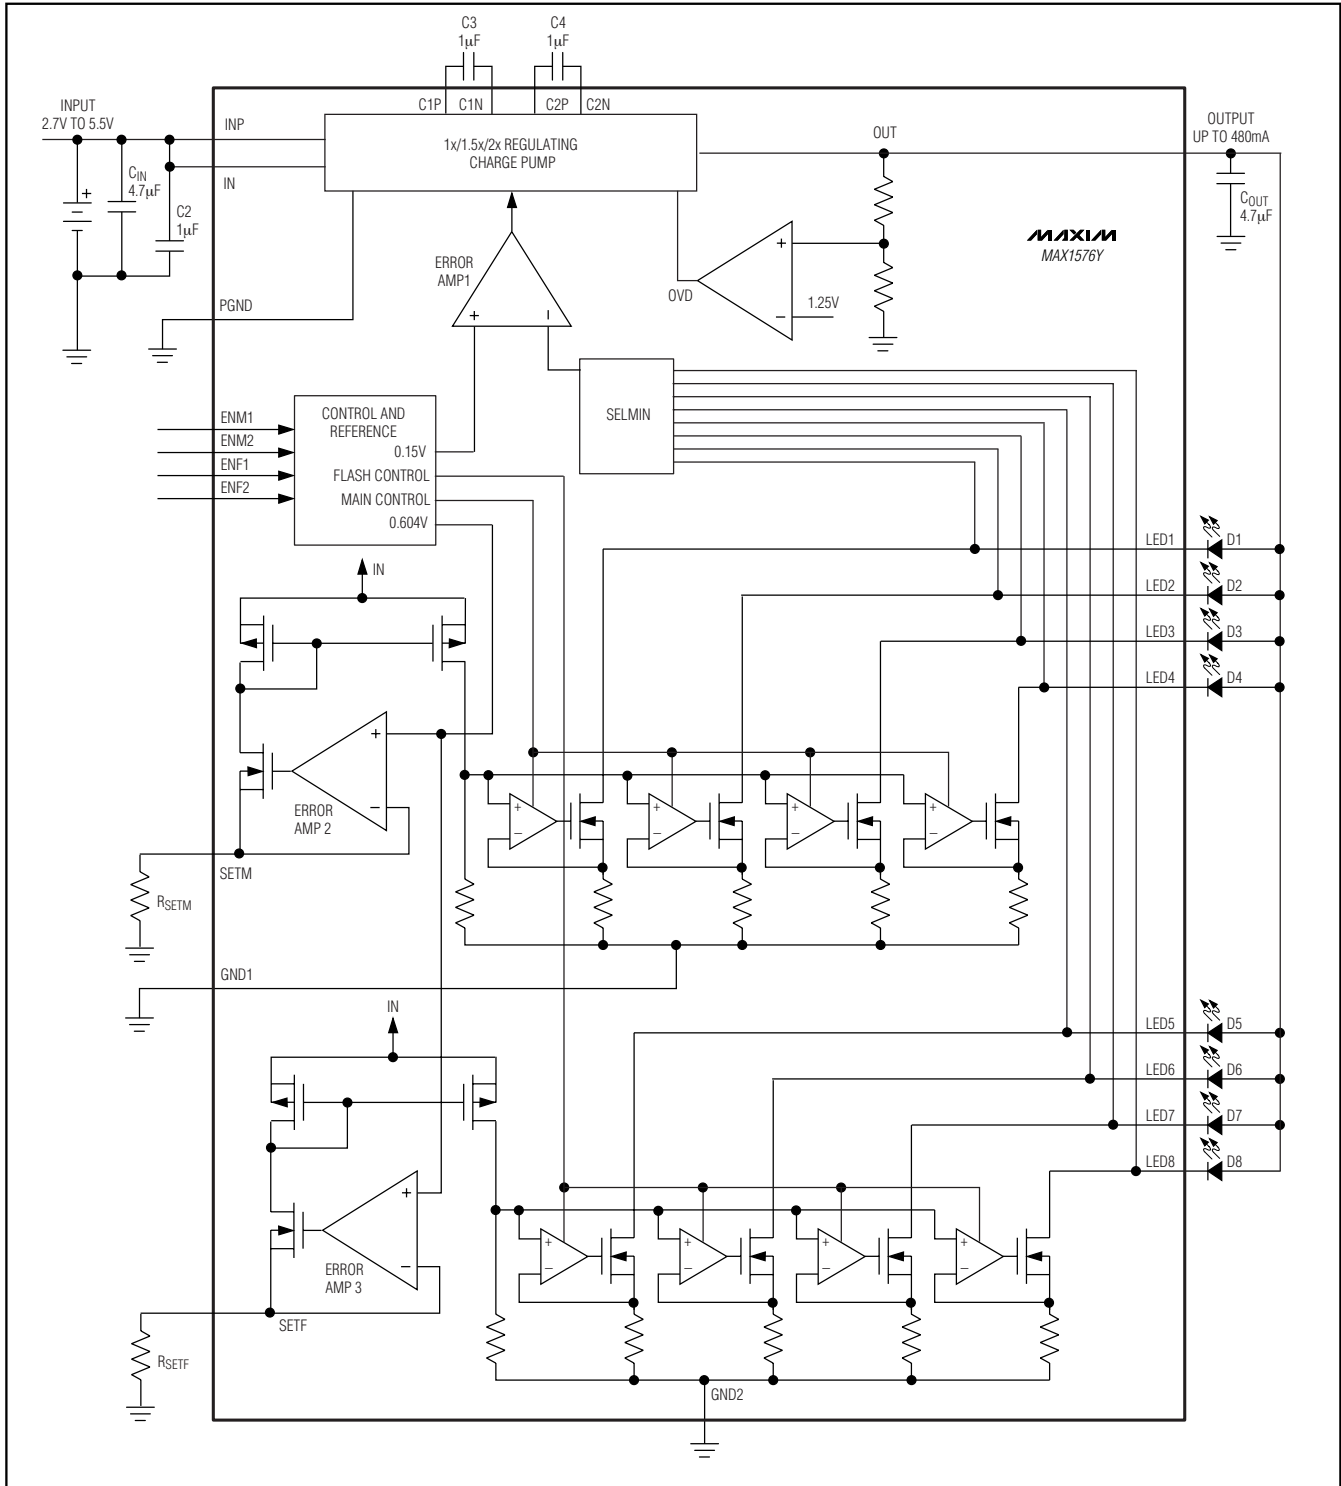 C3
1µF
C4
1µF
C1P
C1N
C2P
C2N
INPUT
2.7V TO 5.5V
INP
IN
1x/1.5x/2x REGULATING
CHARGE PUMP
OUT
OUTPUT
UP TO 480mA
CIN
4.7µF
C2
1µF
+
COUT
4.7µF
MAXIM
MAX1576Y
ERROR
AMP1
+
−
OVD
+
−
1.25V
PGND
SELMIN
ENM1
ENM2
ENF1
ENF2
CONTROL AND
REFERENCE
0.15V
FLASH CONTROL
MAIN CONTROL
0.604V
IN
LED1
D1
LED2
D2
LED3
D3
LED4
D4
+
−
ERROR
AMP 2
+
−
+
−
+
−
+
−
SETM
RSETM
GND1
IN
LED5
D5
LED6
D6
LED7
D7
LED8
D8
+
−
ERROR
AMP 3
+
−
+
−
+
−
+
−
SETF
RSETF
GND2